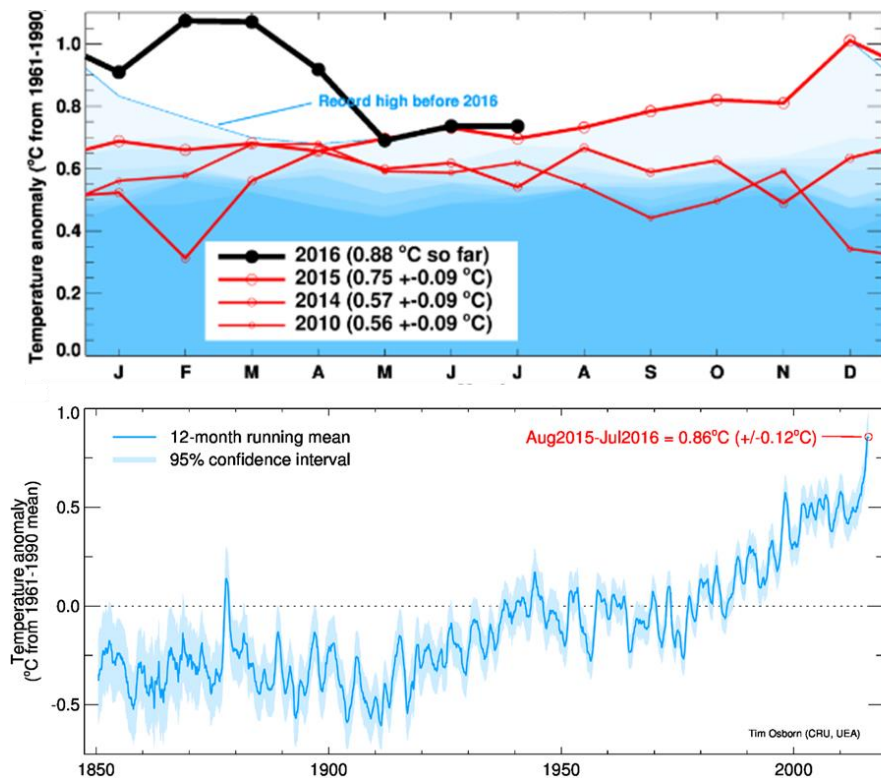 Temperature anomaly (°C from 1961-1990)
1.0
0.8
0.6
0.4
0.2
0.0
Record high before 2016
2016 (0.88 °C so far)
2015 (0.75 +-0.09 °C)
2014 (0.57 +-0.09 °C)
2010 (0.56 +-0.09 °C)
J F M A M J J A S O N D
Temperature anomaly
(°C from 1961-1990 mean)
1.0
0.5
0.0
-0.5
12-month running mean
95% confidence interval
Aug2015-Jul2016 = 0.86°C (+/-0.12°C)
Tim Osborn (CRU, UEA)
1850 1900 1950 2000